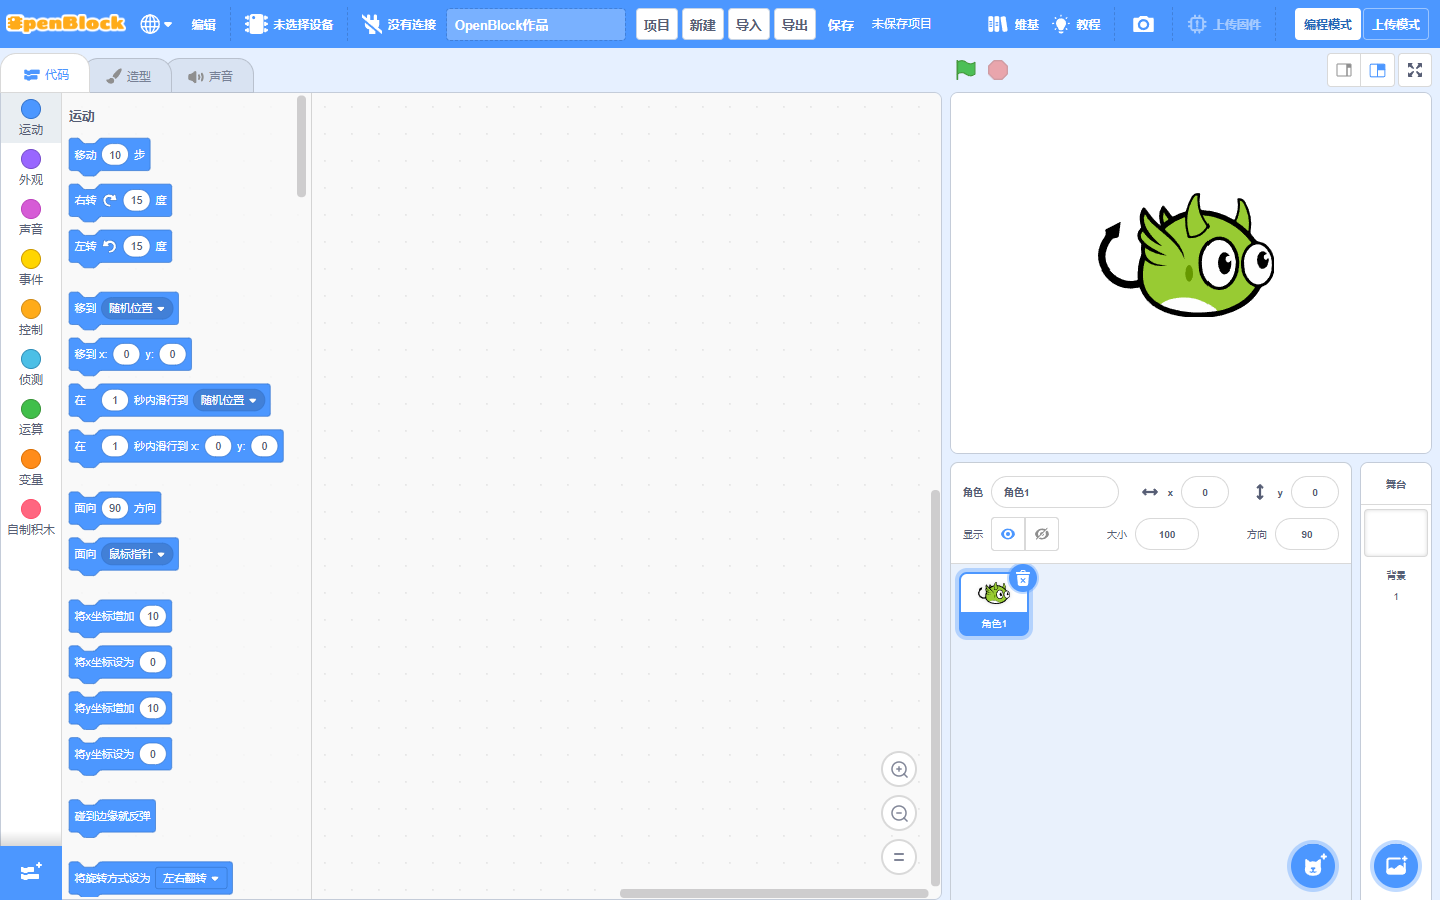 OpenBlock
编辑
未选择设备
没有连接
OpenBlock作品
项目
新建
导入
导出
保存
未保存项目
维基
教程
上传固件
编程模式
上传模式
代码
造型
声音
运动
外观
声音
事件
控制
侦测
运算
变量
自制积木
运动
移动 10 步
右转 15 度
左转 15 度
移到 随机位置
移到 x: 0 y: 0
在 1 秒内滑行到 随机位置
在 1 秒内滑行到 x: 0 y: 0
面向 90 方向
面向 鼠标指针
将x坐标增加 10
将x坐标设为 0
将y坐标增加 10
将y坐标设为 0
碰到边缘就反弹
将旋转方式设为 左右翻转
角色 角色1 x 0 y 0
显示 大小 100 方向 90
角色1
舞台
背景
1